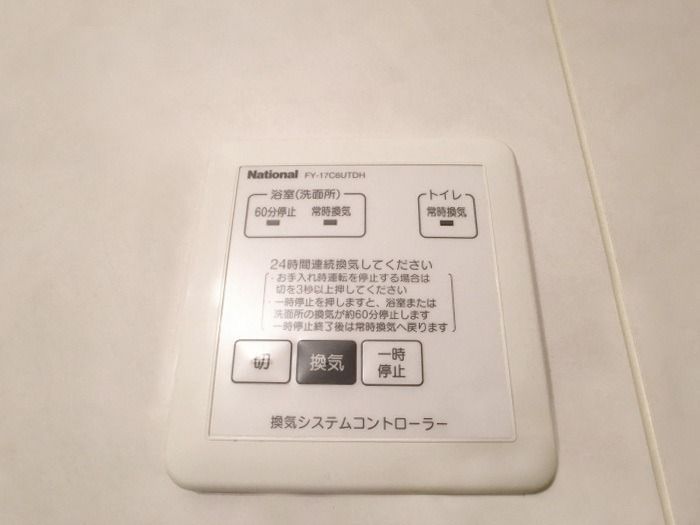 National FY-17C6UTDH
浴室(洗面所)
トイレ
60分停止 常時換気
常時換気
24時間連続換気してください
・お手入れ時運転を停止する場合は
切を3秒以上押してください
・一時停止を押しますと、浴室または
洗面所の換気が約60分停止します
一時停止終了後は常時換気へ戻ります
切
換気
一時
停止
換気システムコントローラー